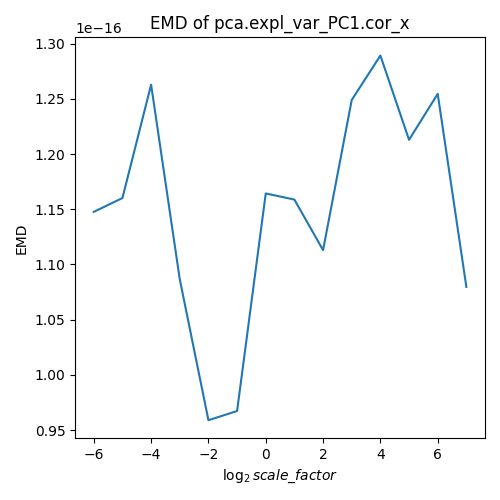 EMD of pca.expl_var_PC1.cor_x
1e−16
1.30
1.25
1.20
1.15
1.10
1.05
1.00
0.95
EMD
−6 −4 −2 0 2 4 6
log₂ scale_factor